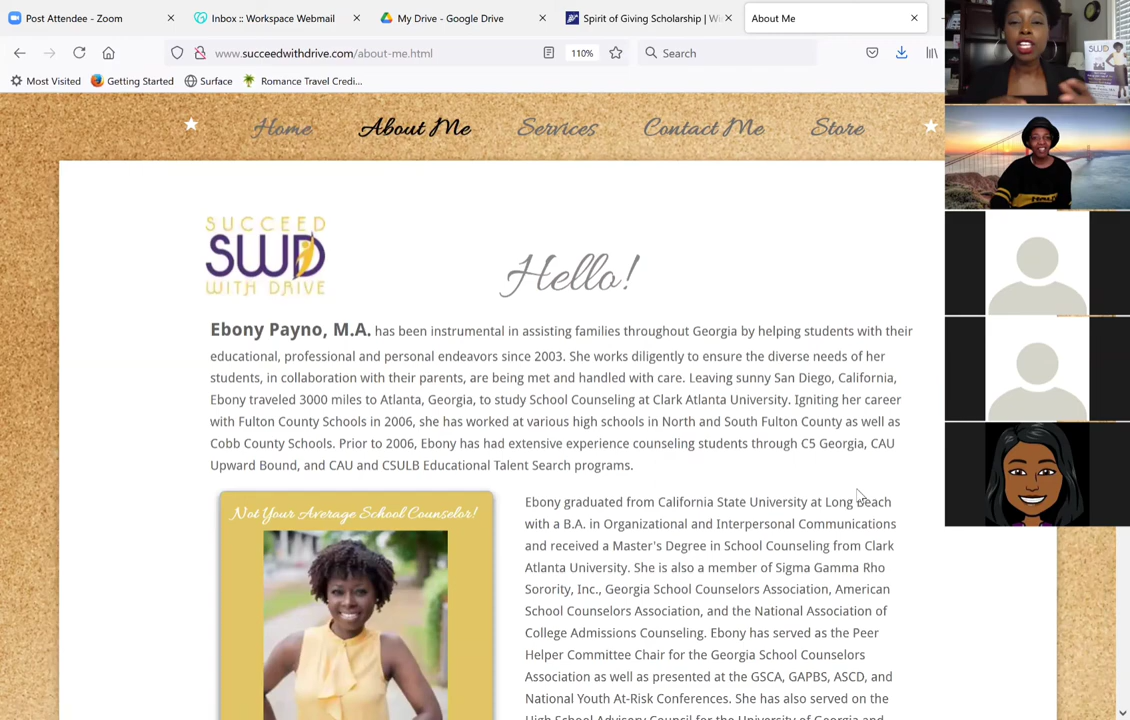 Post Attendee - Zoom
Inbox :: Workspace Webmail
My Drive - Google Drive
Spirit of Giving Scholarship | Wi
About Me
www.succeedwithdrive.com/about-me.html
110%
Search
Most Visited
Getting Started
Surface
Romance Travel Credi...
Home
About Me
Services
Contact Me
Store
SUCCEED
SWD
WITH DRIVE
Hello!
Ebony Payno, M.A. has been instrumental in assisting families throughout Georgia by helping students with their
educational, professional and personal endeavors since 2003. She works diligently to ensure the diverse needs of her
students, in collaboration with their parents, are being met and handled with care. Leaving sunny San Diego, California,
Ebony traveled 3000 miles to Atlanta, Georgia, to study School Counseling at Clark Atlanta University. Igniting her career
with Fulton County Schools in 2006, she has worked at various high schools in North and South Fulton County as well as
Cobb County Schools. Prior to 2006, Ebony has had extensive experience counseling students through C5 Georgia, CAU
Upward Bound, and CAU and CSULB Educational Talent Search programs.
Not Your Average School Counselor!
Ebony graduated from California State University at Long Beach
with a B.A. in Organizational and Interpersonal Communications
and received a Master's Degree in School Counseling from Clark
Atlanta University. She is also a member of Sigma Gamma Rho
Sorority, Inc., Georgia School Counselors Association, American
School Counselors Association, and the National Association of
College Admissions Counseling. Ebony has served as the Peer
Helper Committee Chair for the Georgia School Counselors
Association as well as presented at the GSCA, GAPBS, ASCD, and
National Youth At-Risk Conferences. She has also served on the
High School Advisory Council for the University of Georgia and
SWD